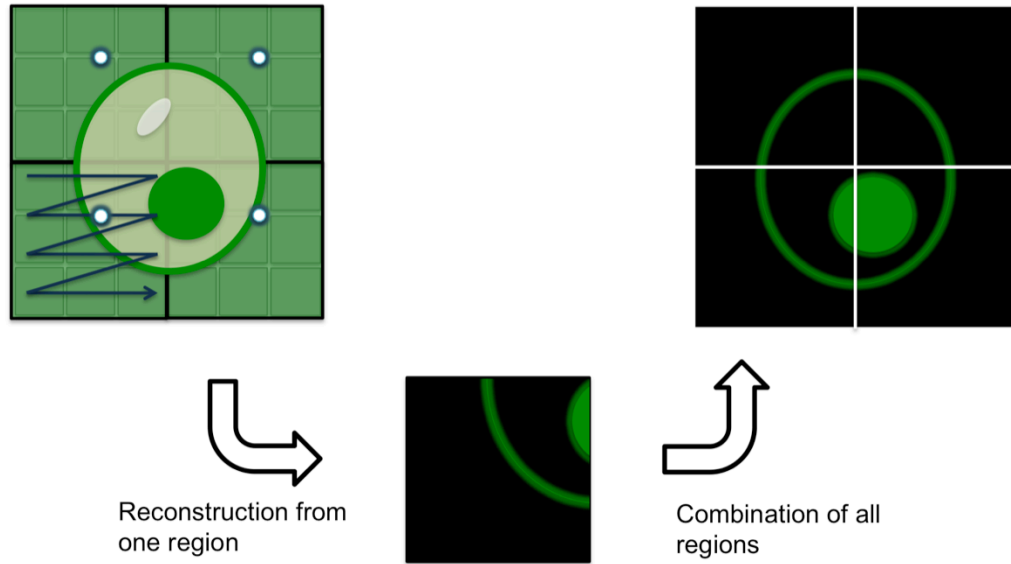 Reconstruction from
one region
Combination of all
regions